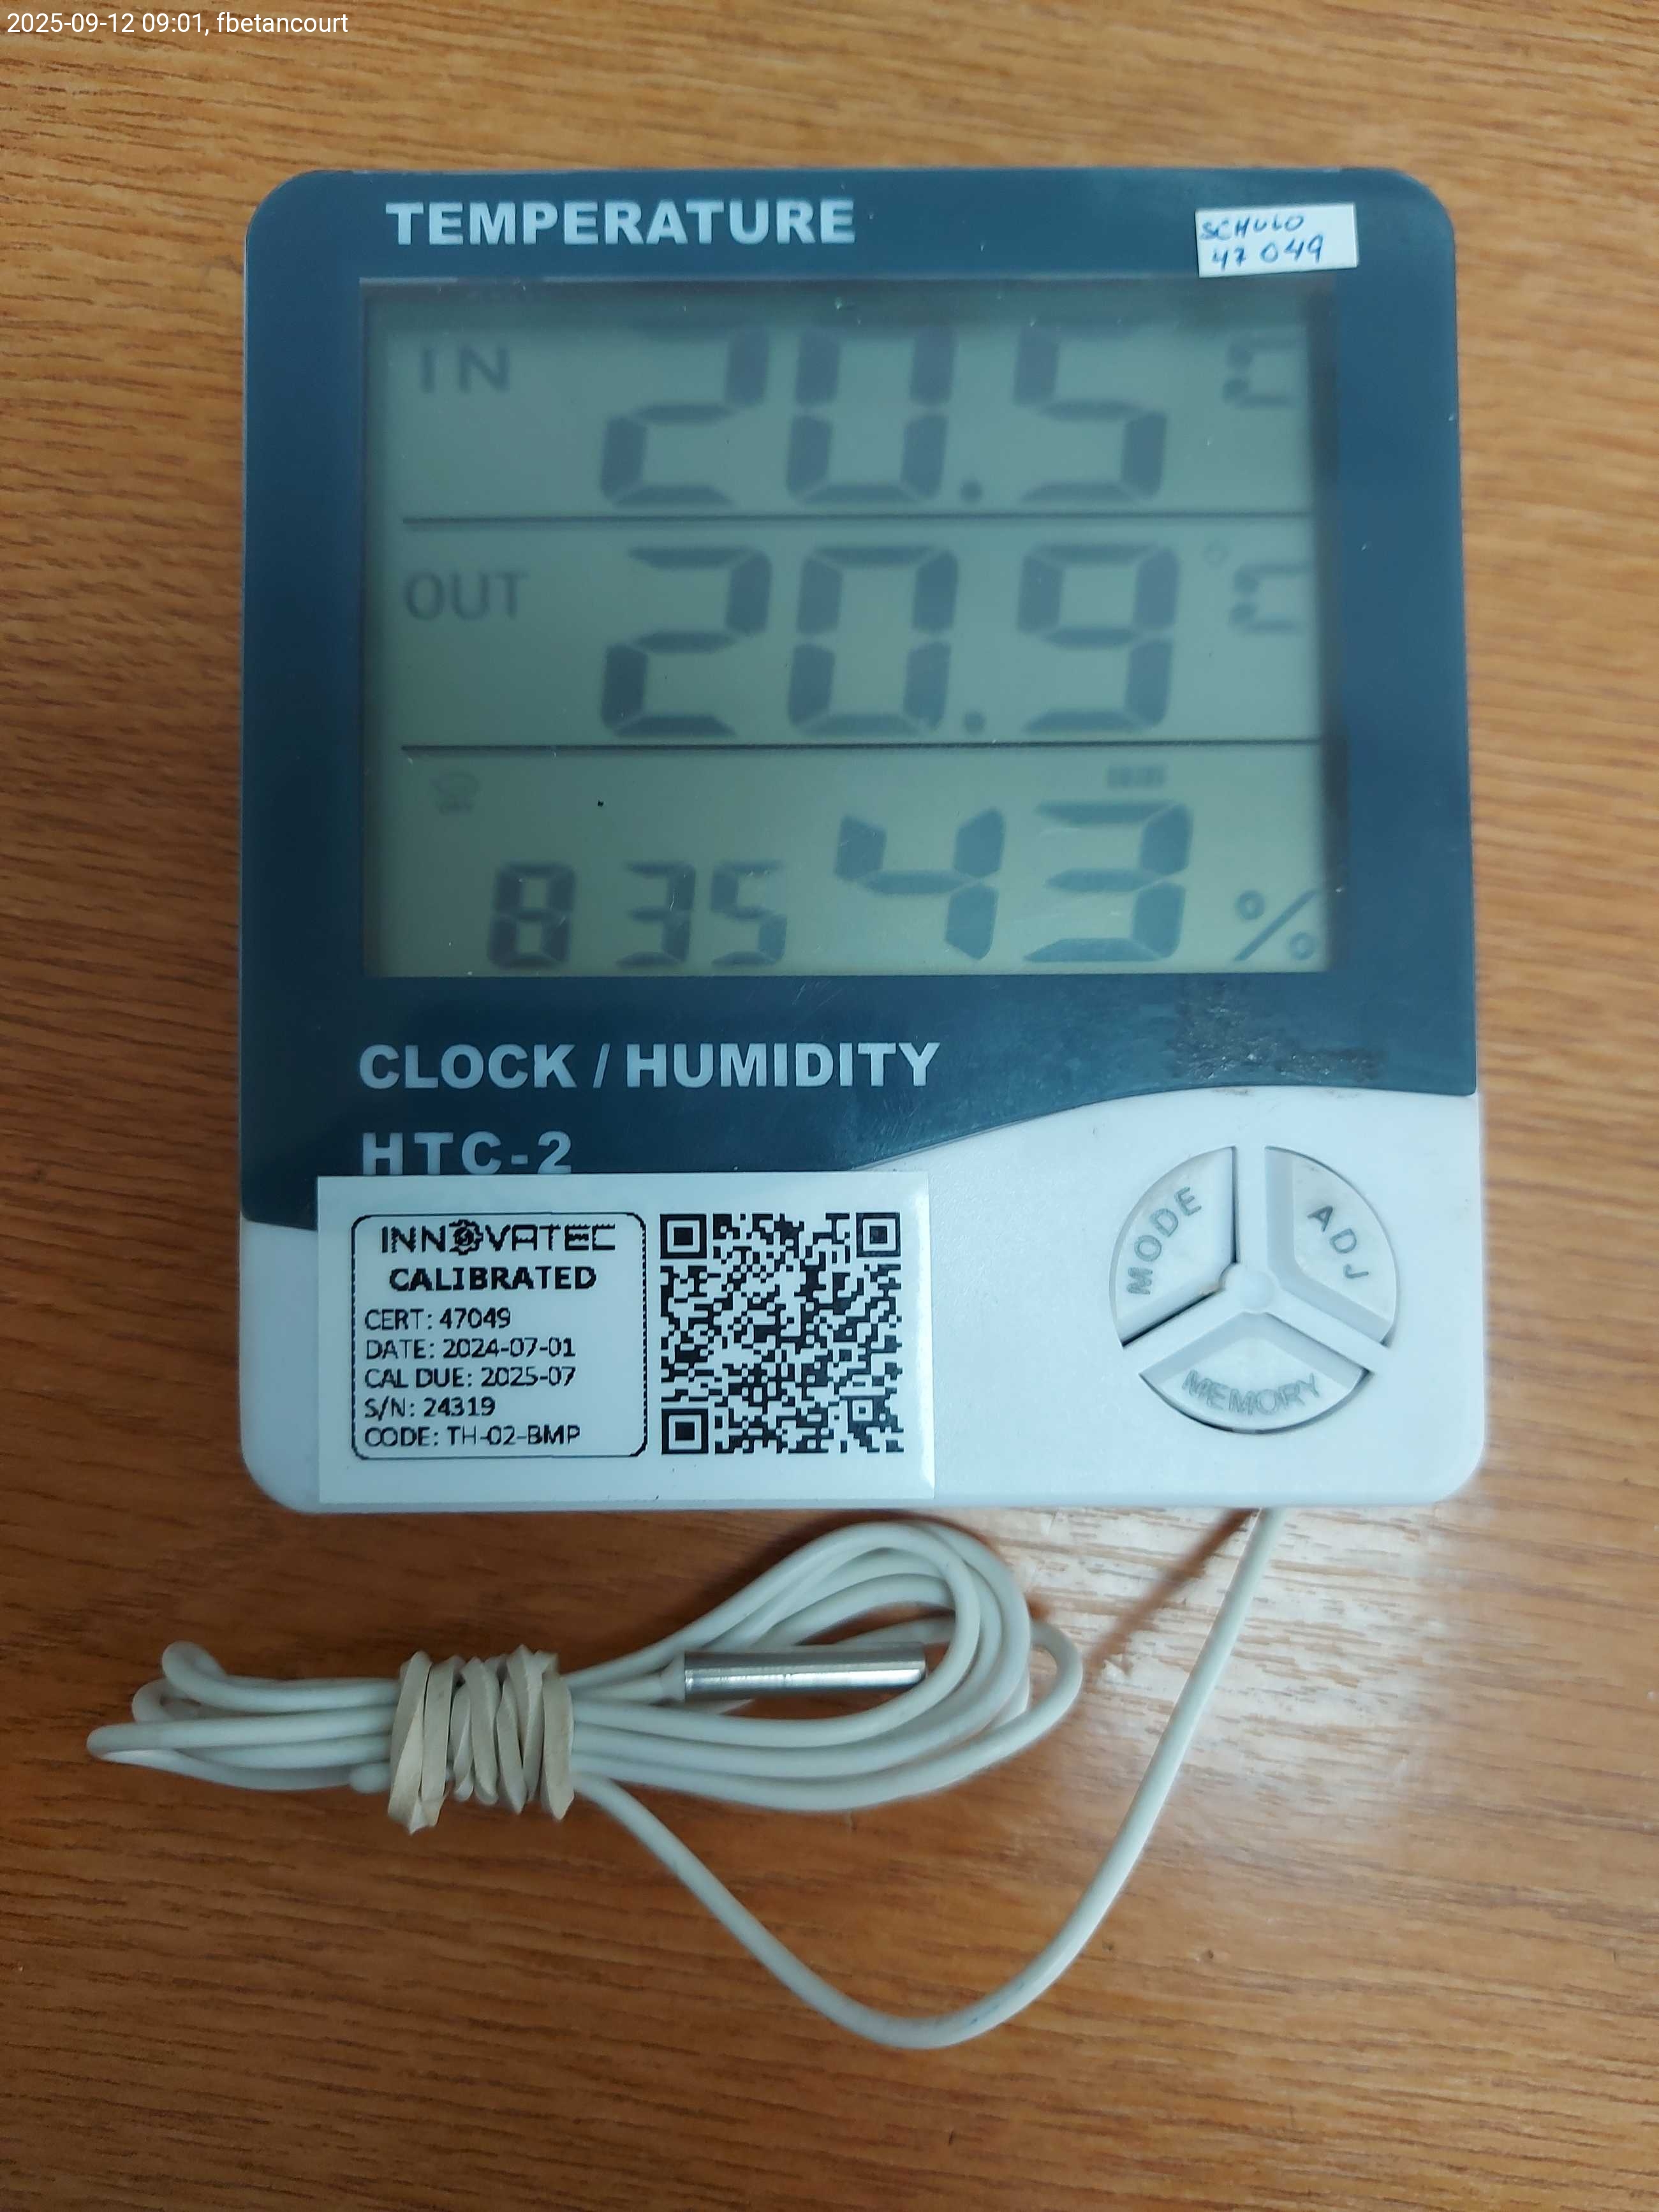 2025-09-12 09:01, fbetancourt
TEMPERATURE
47 049
IN 20.5 °C
OUT 20.9 °C
8 35 43 %
CLOCK / HUMIDITY
HTC-2
INNOVATEC
CALIBRATED
CERT: 47049
DATE: 2024-07-01
CAL DUE: 2025-07
S/N: 24319
CODE: TH-02-BMP
MODE
ADJ
MEMORY